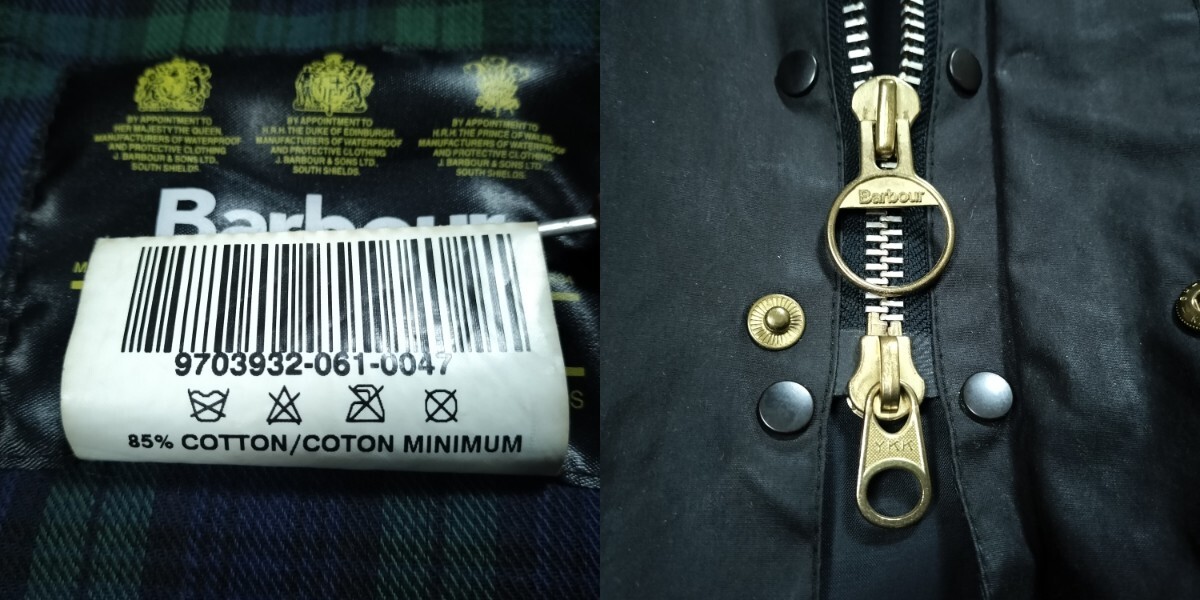 BY APPOINTMENT TO
HER MAJESTY THE QUEEN,
MANUFACTURERS OF WATERPROOF
AND PROTECTIVE CLOTHING
J. BARBOUR & SONS LTD.,
SOUTH SHIELDS.
BY APPOINTMENT TO
H.R.H. THE DUKE OF EDINBURGH,
MANUFACTURERS OF WATERPROOF
AND PROTECTIVE CLOTHING
J. BARBOUR & SONS LTD.,
SOUTH SHIELDS.
BY APPOINTMENT TO
H.R.H. THE PRINCE OF WALES,
MANUFACTURERS OF WATERPROOF
AND PROTECTIVE CLOTHING
J. BARBOUR & SONS LTD.,
SOUTH SHIELDS.
Barbour
9703932-061-0047
85% COTTON/COTON MINIMUM
Barbour
YKK